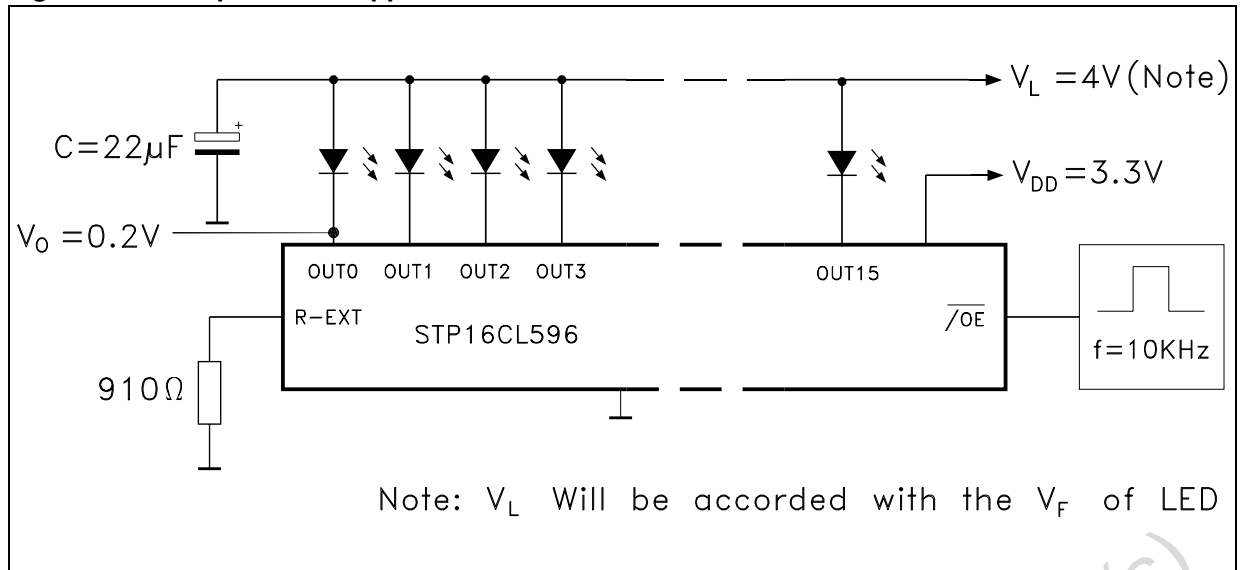 V_L =4V(Note)
C=22μF
V_DD=3.3V
V_O =0.2V
OUT0 OUT1 OUT2 OUT3 OUT15
R-EXT
/OE
STP16CL596
f=10KHz
910Ω
Note: V_L Will be accorded with the V_F of LED